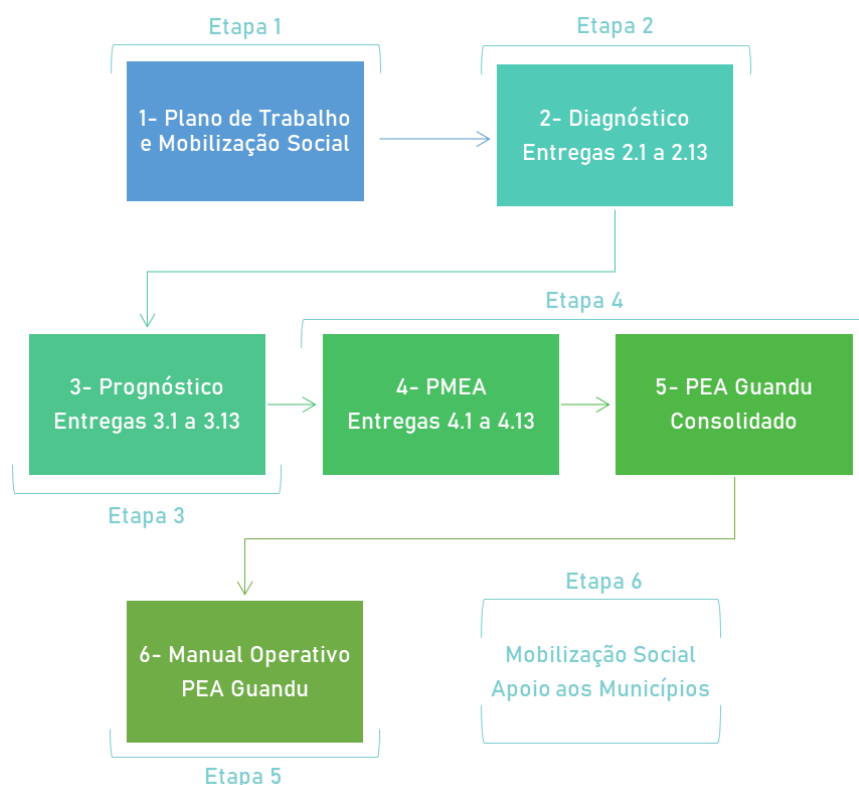 Etapa 1
1- Plano de Trabalho
e Mobilização Social
Etapa 2
2- Diagnóstico
Entregas 2.1 a 2.13
3- Prognóstico
Entregas 3.1 a 3.13
Etapa 3
Etapa 4
4- PMEA
Entregas 4.1 a 4.13
5- PEA Guandu
Consolidado
6- Manual Operativo
PEA Guandu
Etapa 5
Etapa 6
Mobilização Social
Apoio aos Municípios